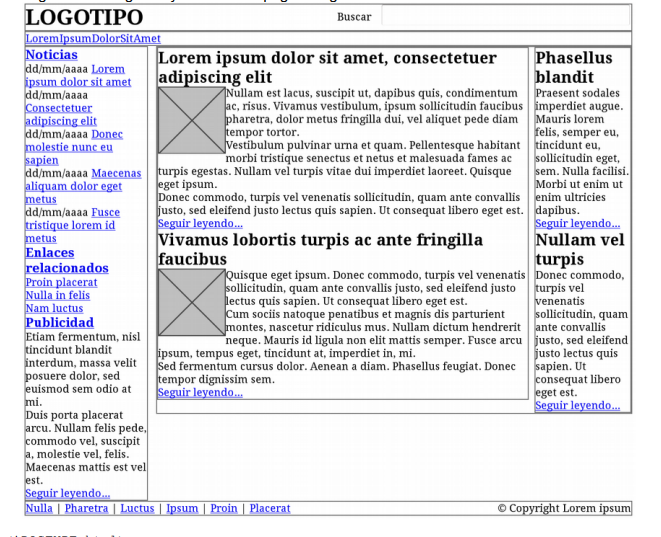 LOGOTIPO
Buscar
LoremIpsumDolorSitAmet
Noticias
dd/mm/aaaa Lorem
ipsum dolor sit amet
dd/mm/aaaa
Consectetuer
adipiscing elit
dd/mm/aaaa Donec
molestie nunc eu
sapien
dd/mm/aaaa Maecenas
aliquam dolor eget
metus
dd/mm/aaaa Fusce
tristique lorem id
metus
Enlaces
relacionados
Proin placerat
Nulla in felis
Nam luctus
Publicidad
Etiam fermentum, nisl
tincidunt blandit
interdum, massa velit
posuere dolor, sed
euismod sem odio at
mi.
Duis porta placerat
arcu. Nullam felis pede,
commodo vel, suscipit
a, molestie vel, felis.
Maecenas mattis est vel
est.
Seguir leyendo...
Lorem ipsum dolor sit amet, consectetuer
adipiscing elit
Nullam est lacus, suscipit ut, dapibus quis, condimentum
ac, risus. Vivamus vestibulum, ipsum sollicitudin faucibus
pharetra, dolor metus fringilla dui, vel aliquet pede diam
tempor tortor.
Vestibulum pulvinar urna et quam. Pellentesque habitant
morbi tristique senectus et netus et malesuada fames ac
turpis egestas. Nullam vel turpis vitae dui imperdiet laoreet. Quisque
eget ipsum.
Donec commodo, turpis vel venenatis sollicitudin, quam ante convallis
justo, sed eleifend justo lectus quis sapien. Ut consequat libero eget est.
Seguir leyendo...
Vivamus lobortis turpis ac ante fringilla
faucibus
Quisque eget ipsum. Donec commodo, turpis vel venenatis
sollicitudin, quam ante convallis justo, sed eleifend justo
lectus quis sapien. Ut consequat libero eget est.
Cum sociis natoque penatibus et magnis dis parturient
montes, nascetur ridiculus mus. Nullam dictum hendrerit
neque. Mauris id ligula non elit mattis semper. Fusce arcu
ipsum, tempus eget, tincidunt at, imperdiet in, mi.
Sed fermentum cursus dolor. Aenean a diam. Phasellus feugiat. Donec
tempor dignissim sem.
Seguir leyendo...
Phasellus
blandit
Praesent sodales
imperdiet augue.
Mauris lorem
felis, semper eu,
tincidunt eu,
sollicitudin eget,
sem. Nulla facilisi.
Morbi ut enim ut
enim ultricies
dapibus.
Seguir leyendo...
Nullam vel
turpis
Donec commodo,
turpis vel
venenatis
sollicitudin, quam
ante convallis
justo, sed eleifend
justo lectus quis
sapien. Ut
consequat libero
eget est.
Seguir leyendo...
Nulla | Pharetra | Luctus | Ipsum | Proin | Placerat
© Copyright Lorem ipsum